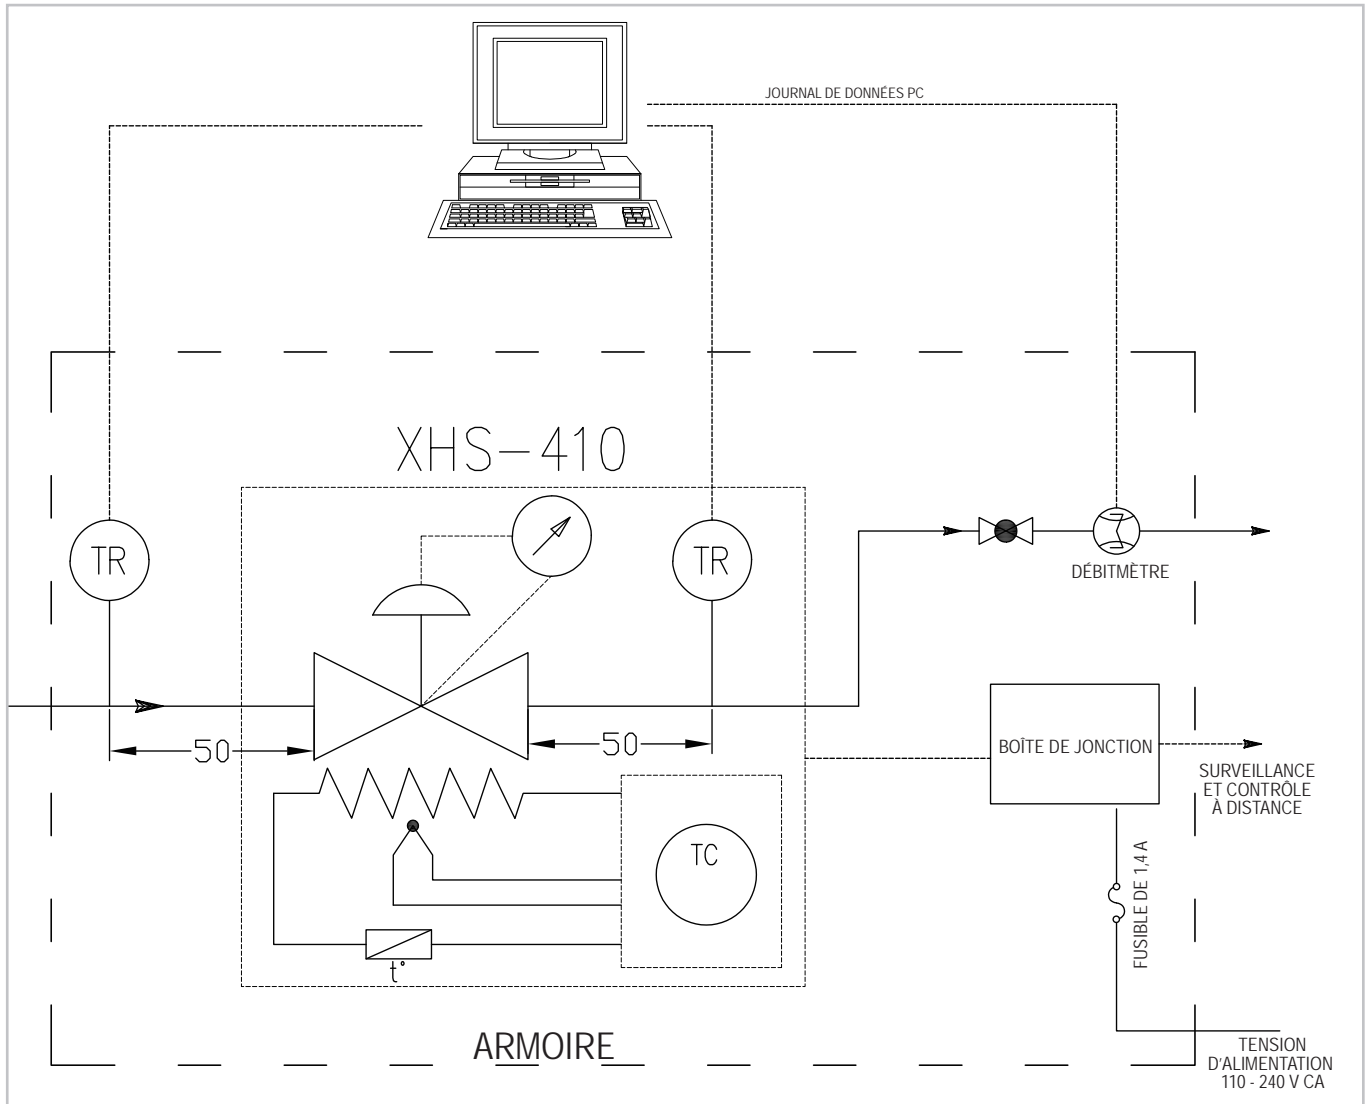 JOURNAL DE DONNÉES PC
XHS-410
TR
TR
DÉBITMÈTRE
50
50
BOÎTE DE JONCTION
SURVEILLANCE
ET CONTRÔLE
À DISTANCE
TC
FUSIBLE DE 1,4 A
t°
ARMOIRE
TENSION
D'ALIMENTATION
110 - 240 V CA